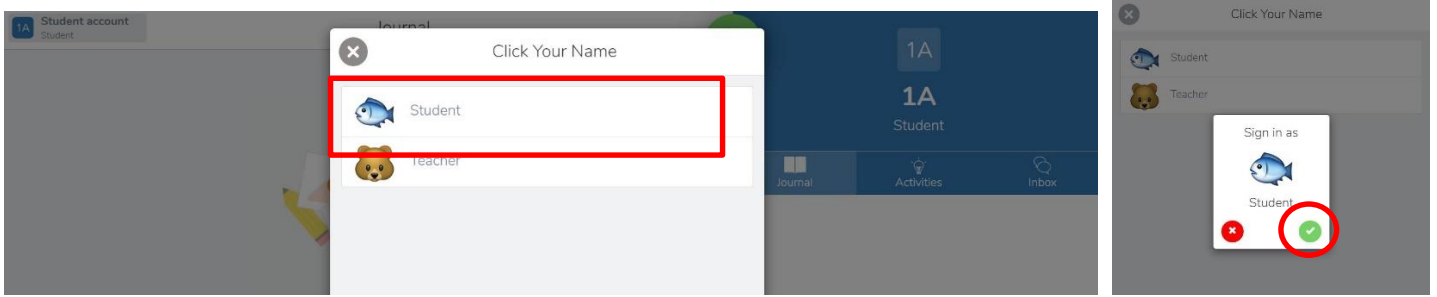 1A
Student account
Student
Journal
Click Your Name
Student
Teacher
1A
1A
Student
Journal
Activities
Inbox
Click Your Name
Student
Teacher
Sign in as
Student